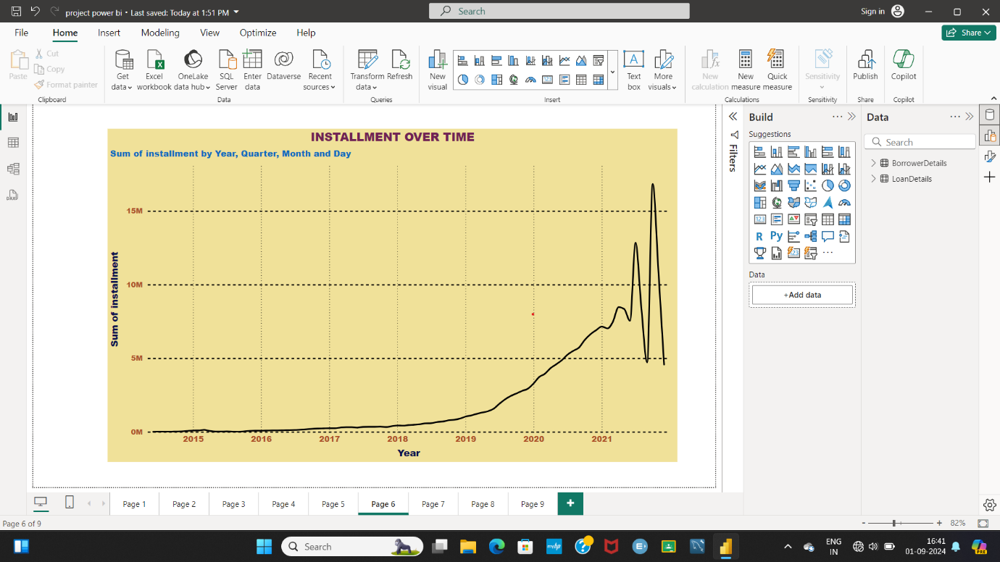 project power bi • Last saved: Today at 1:51 PM
Search
Sign in
File
Home
Insert
Modeling
View
Optimize
Help
Share
Paste
Cut
Copy
Format painter
Clipboard
Get data
Excel workbook
OneLake data hub
SQL Server
Enter data
Dataverse
Recent sources
Data
Transform data
Refresh
Queries
New visual
A
Text box
More visuals
Insert
New calculation
New measure
Quick measure
Calculations
Sensitivity
Sensitivity
Publish
Share
Copilot
Copilot
INSTALLMENT OVER TIME
Sum of installment by Year, Quarter, Month and Day
Sum of installment
15M
10M
5M
0M
2015
2016
2017
2018
2019
2020
2021
Year
Filters
Build
Suggestions
123
R
Py
123
Data
+Add data
Data
Search
BorrowerDetails
LoanDetails
Page 1
Page 2
Page 3
Page 4
Page 5
Page 6
Page 7
Page 8
Page 9
+
Page 6 of 9
- + 82%
Search
myhp
ENG
IN
16:41
01-09-2024
PRE